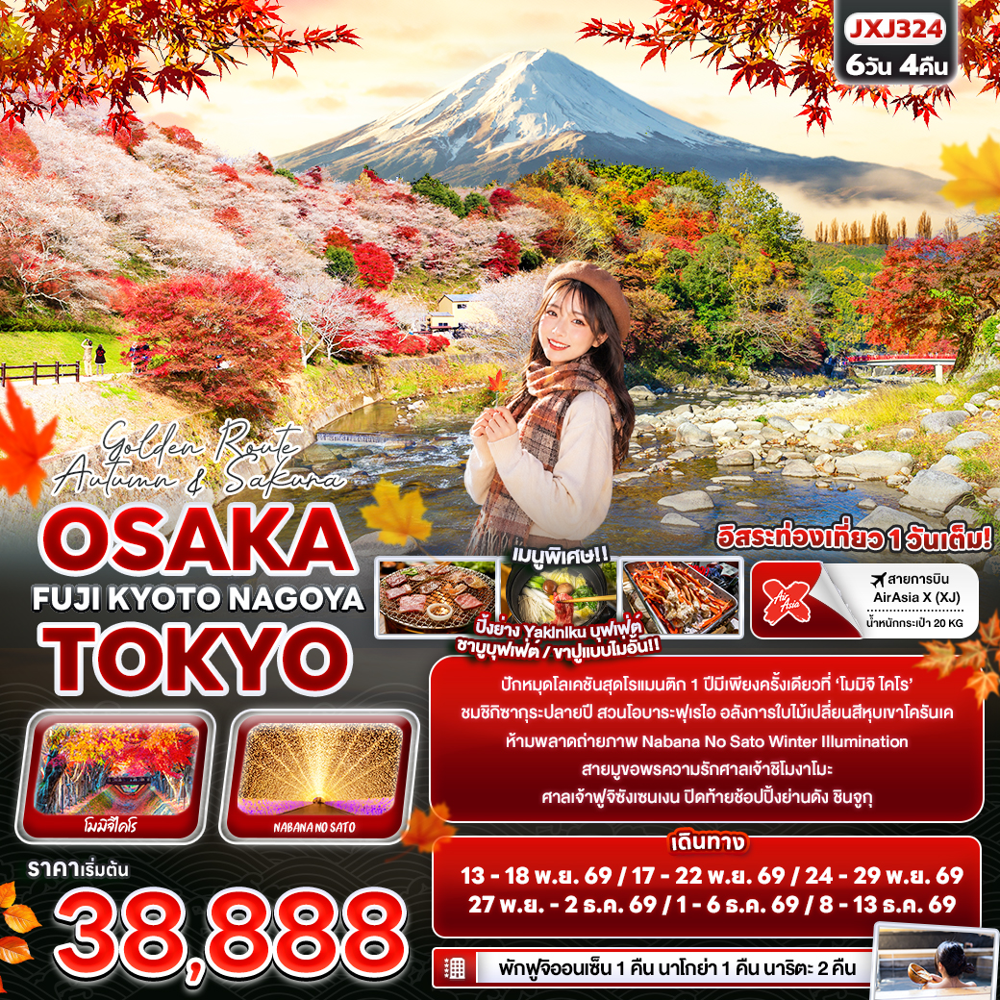 JXJ324
6วัน 4คืน
Golden Route
Autumn & Sakura
OSAKA
FUJI KYOTO NAGOYA
TOKYO
อิสระท่องเที่ยว 1 วันเต็ม!
เมนูพิเศษ!!
ปิ้งย่าง Yakiniku บุฟเฟ่ต์
ชาบูบุฟเฟ่ต์ / ขาปูแบบไม่อั้น!!
Air Asia X
สายการบิน
AirAsia X (XJ)
น้ำหนักกระเป๋า 20 KG
ปักหมุดโลเคชันสุดโรแมนติก 1 ปีมีเพียงครั้งเดียวที่ ‘โมมิจิ ไคโร’
ชมชิกิซากุระปลายปี สวนโอบาระฟุเรไอ อลังการใบไม้เปลี่ยนสีหุบเขาโครันเค
ห้ามพลาดถ่ายภาพ Nabana No Sato Winter Illumination
สายมูขอพรความรักศาลเจ้าชิโมงาโมะ
ศาลเจ้าฟูจิซังเซนเงน ปิดท้ายช้อปปิ้งย่านดัง ชินจูกุ
โมมิจิไคโร
NABANA NO SATO
ราคาเริ่มต้น
38,888
เดินทาง
13 - 18 พ.ย. 69 / 17 - 22 พ.ย. 69 / 24 - 29 พ.ย. 69
27 พ.ย. - 2 ธ.ค. 69 / 1 - 6 ธ.ค. 69 / 8 - 13 ธ.ค. 69
พักฟูจิออนเซ็น 1 คืน นาโกย่า 1 คืน นาริตะ 2 คืน